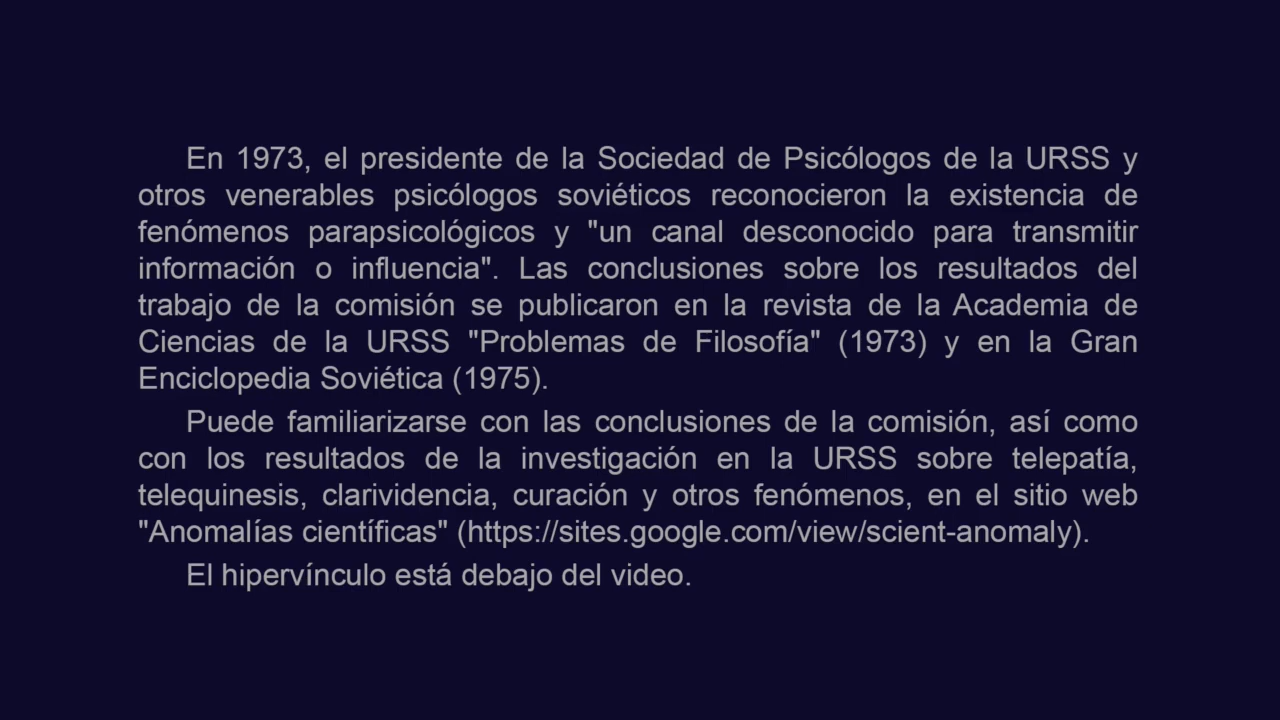 En 1973, el presidente de la Sociedad de Psicólogos de la URSS y
otros venerables psicólogos soviéticos reconocieron la existencia de
fenómenos parapsicológicos y "un canal desconocido para transmitir
información o influencia". Las conclusiones sobre los resultados del
trabajo de la comisión se publicaron en la revista de la Academia de
Ciencias de la URSS "Problemas de Filosofía" (1973) y en la Gran
Enciclopedia Soviética (1975).
Puede familiarizarse con las conclusiones de la comisión, así como
con los resultados de la investigación en la URSS sobre telepatía,
telequinesis, clarividencia, curación y otros fenómenos, en el sitio web
"Anomalías científicas" (https://sites.google.com/view/scient-anomaly).
El hipervínculo está debajo del video.